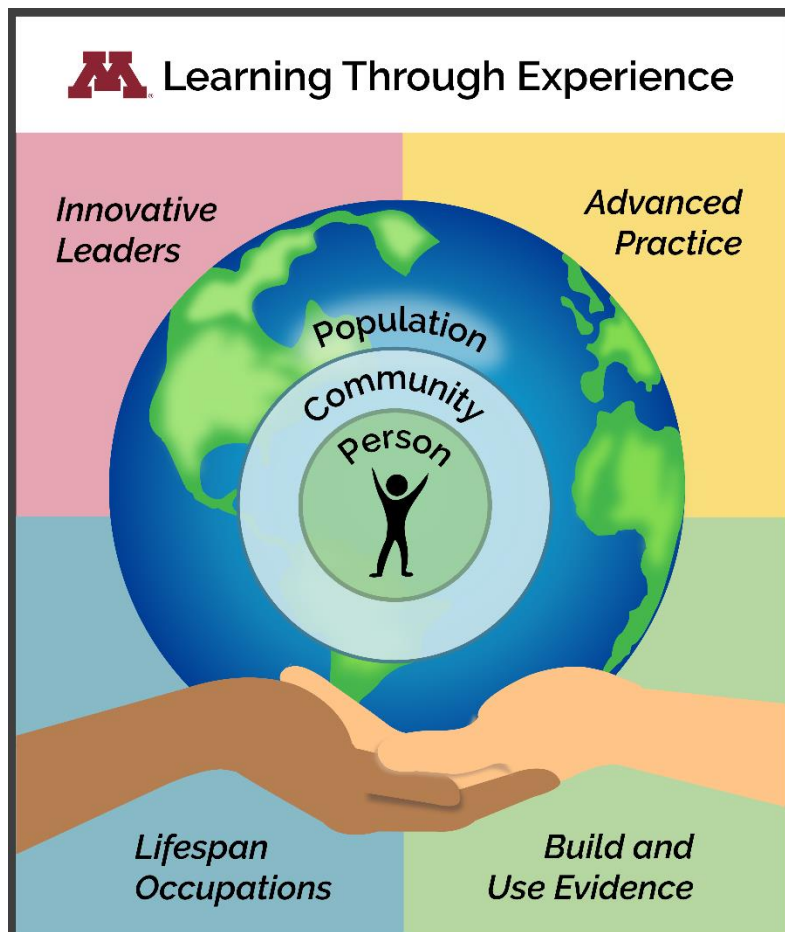 M Learning Through Experience
Innovative
Leaders
Advanced
Practice
Population
Community
Person
Lifespan
Occupations
Build and
Use Evidence